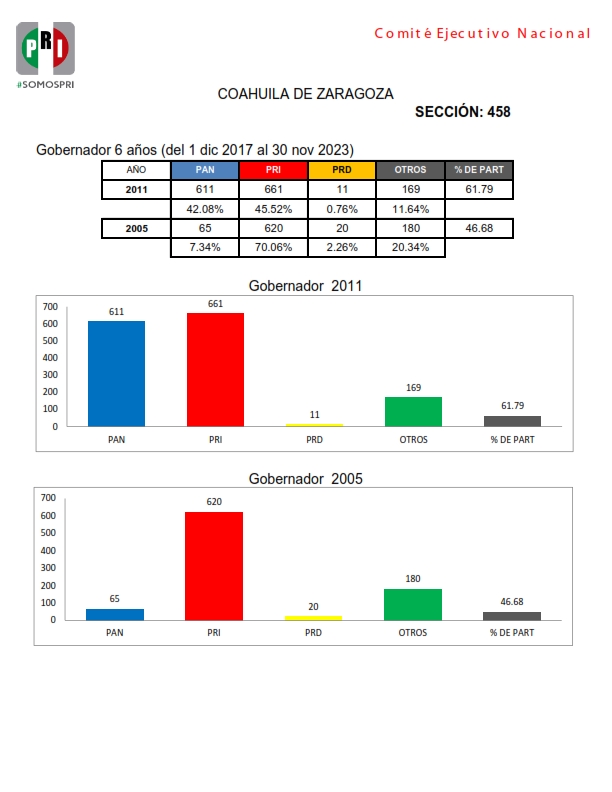 PRI
#SOMOSPRI
Comité Ejecutivo Nacional
COAHUILA DE ZARAGOZA
SECCIÓN: 458
Gobernador 6 años (del 1 dic 2017 al 30 nov 2023)
AÑO PAN PRI PRD OTROS % DE PART
2011 611 661 11 169 61.79
42.08% 45.52% 0.76% 11.64%
2005 65 620 20 180 46.68
7.34% 70.06% 2.26% 20.34%
Gobernador 2011
700
600
500
400
300
200
100
0
611
661
11
169
61.79
PAN PRI PRD OTROS % DE PART
Gobernador 2005
700
600
500
400
300
200
100
0
65
620
20
180
46.68
PAN PRI PRD OTROS % DE PART